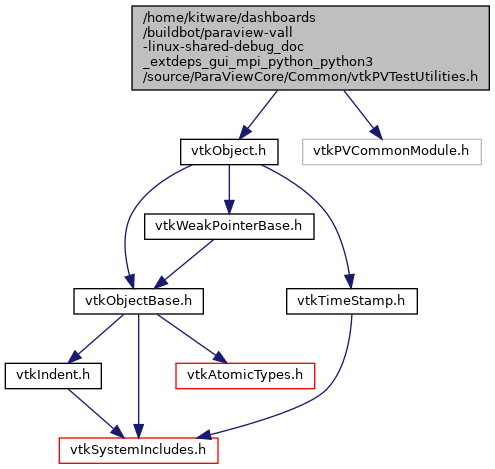 /home/kitware/dashboards
/buildbot/paraview-vall
-linux-shared-debug_doc
_extdeps_gui_mpi_python_python3
/source/ParaViewCore/Common/vtkPVTestUtilities.h
vtkObject.h
vtkPVCommonModule.h
vtkWeakPointerBase.h
vtkObjectBase.h
vtkTimeStamp.h
vtkIndent.h
vtkAtomicTypes.h
vtkSystemIncludes.h